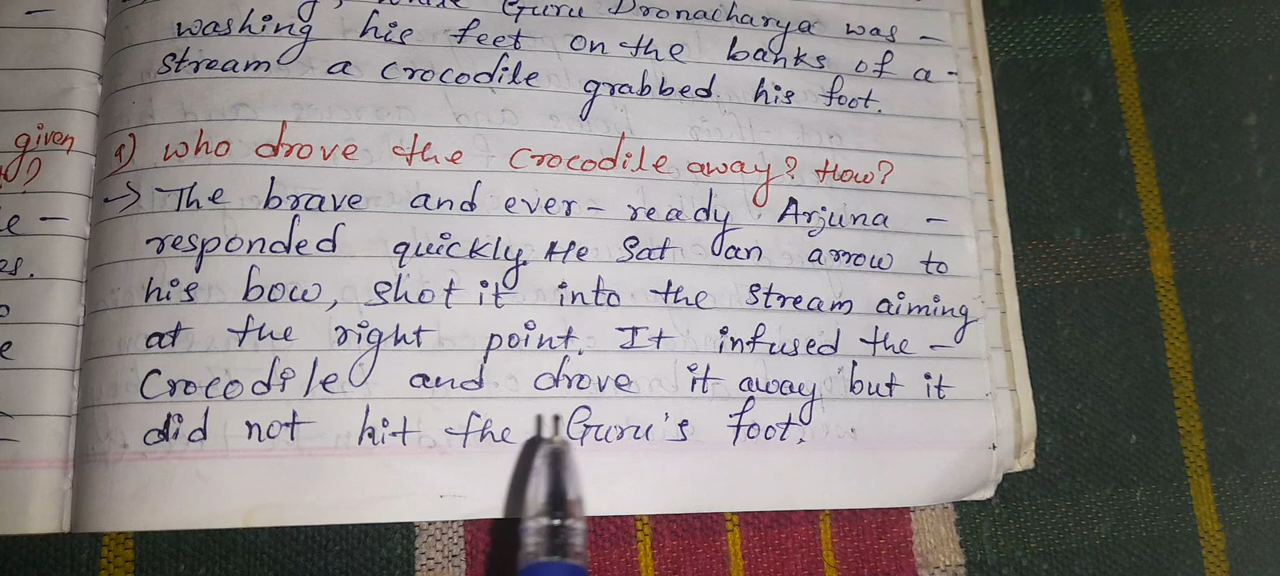 Guru Dronacharya was -
washing his feet on the banks of a-
stream a crocodile grabbed his foot.
given
9) who drove the crocodile away? How?
→ The brave and ever-ready Arjuna -
responded quickly. He sat an arrow to
his bow, shot it into the stream aiming
at the right point. It infused the -
crocodile and drove it away but it
did not hit the Guru's foot.